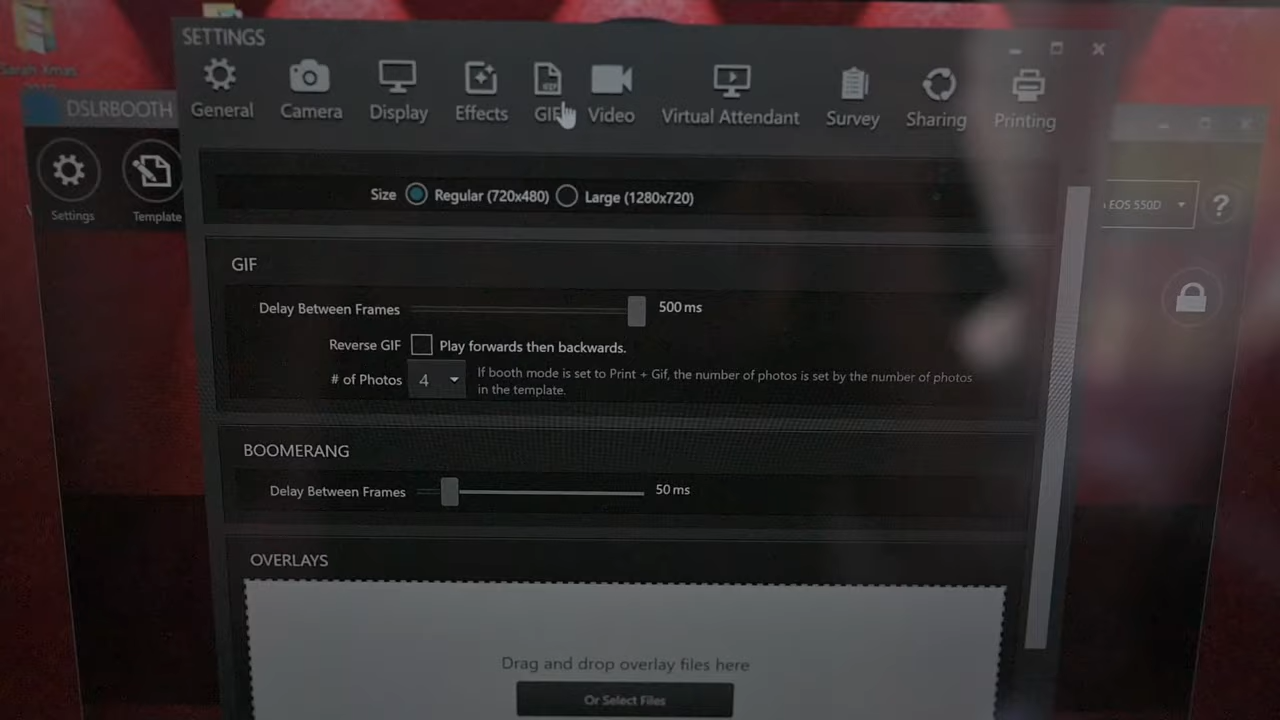 Sarah Xmas
SETTINGS
DSLRBOOTH
General
Camera
Display
Effects
GIF
Video
Virtual Attendant
Survey
Sharing
Printing
Settings
Template
EOS 550D
?
Size Regular (720x480) Large (1280x720)
GIF
Delay Between Frames 500 ms
Reverse GIF Play forwards then backwards.
# of Photos 4 If booth mode is set to Print + Gif, the number of photos is set by the number of photos
in the template.
BOOMERANG
Delay Between Frames 50 ms
OVERLAYS
Drag and drop overlay files here
Or Select Files